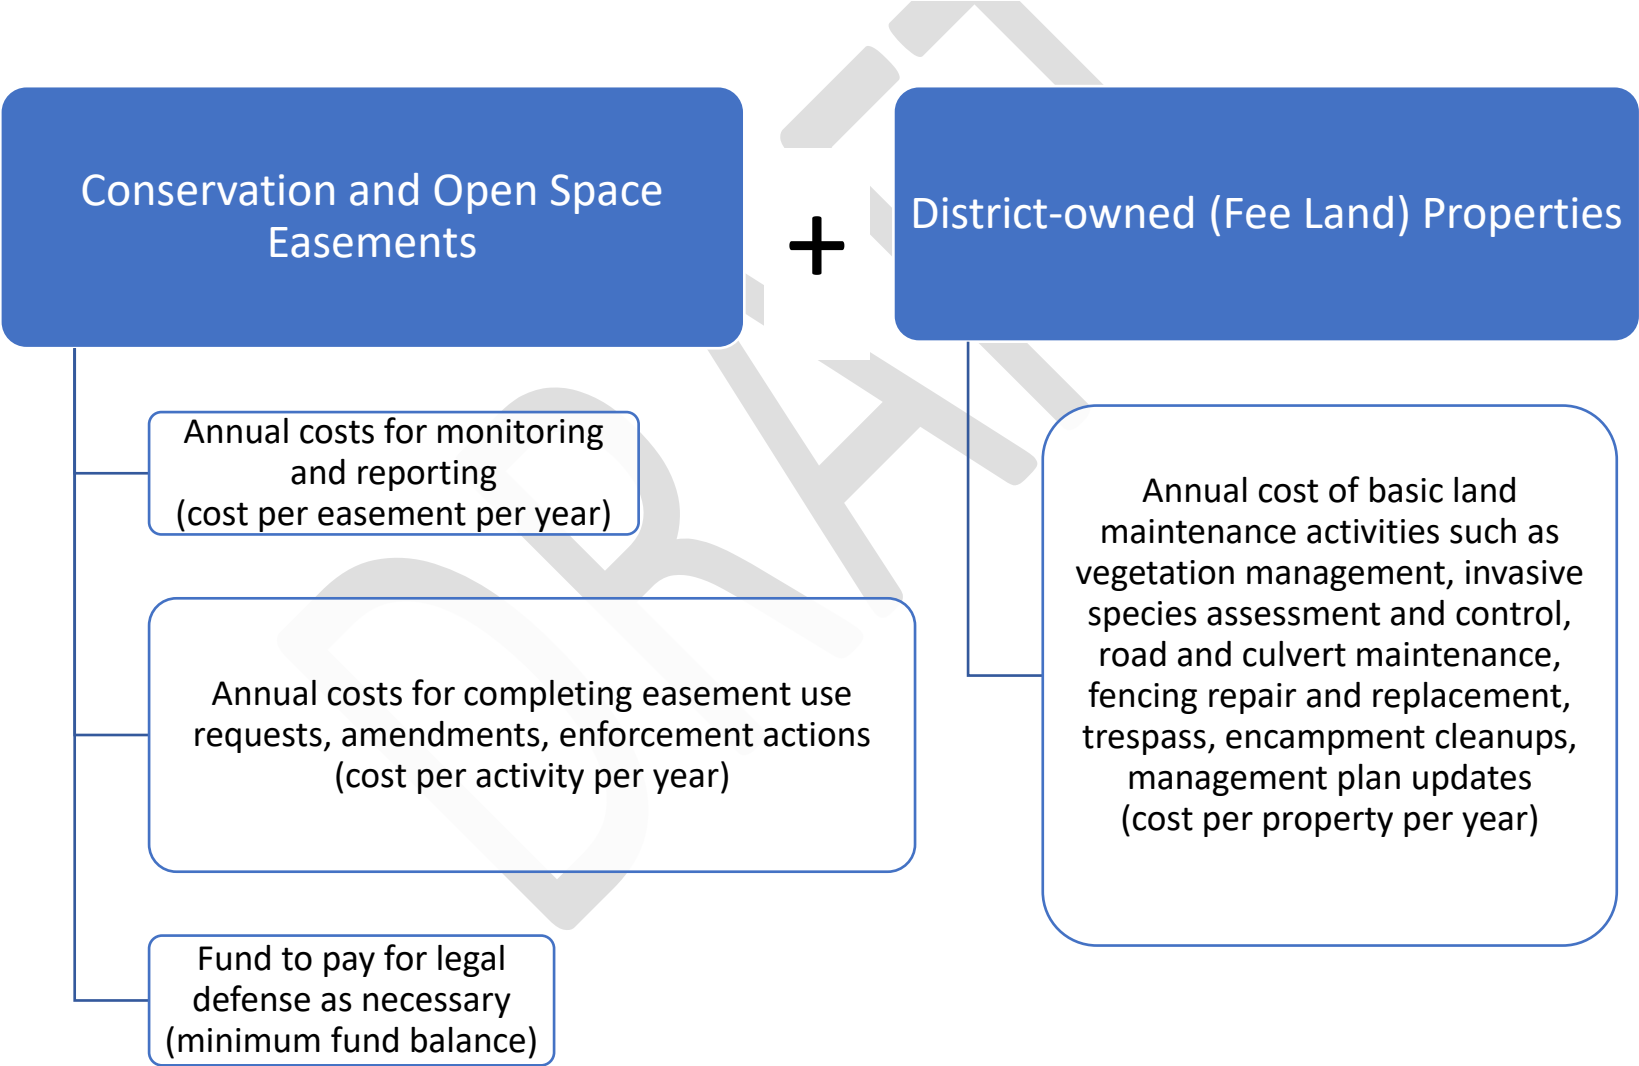 Conservation and Open Space
Easements
+
District-owned (Fee Land) Properties
Annual costs for monitoring
and reporting
(cost per easement per year)
Annual costs for completing easement use
requests, amendments, enforcement actions
(cost per activity per year)
Fund to pay for legal
defense as necessary
(minimum fund balance)
Annual cost of basic land
maintenance activities such as
vegetation management, invasive
species assessment and control,
road and culvert maintenance,
fencing repair and replacement,
trespass, encampment cleanups,
management plan updates
(cost per property per year)
DRAFT